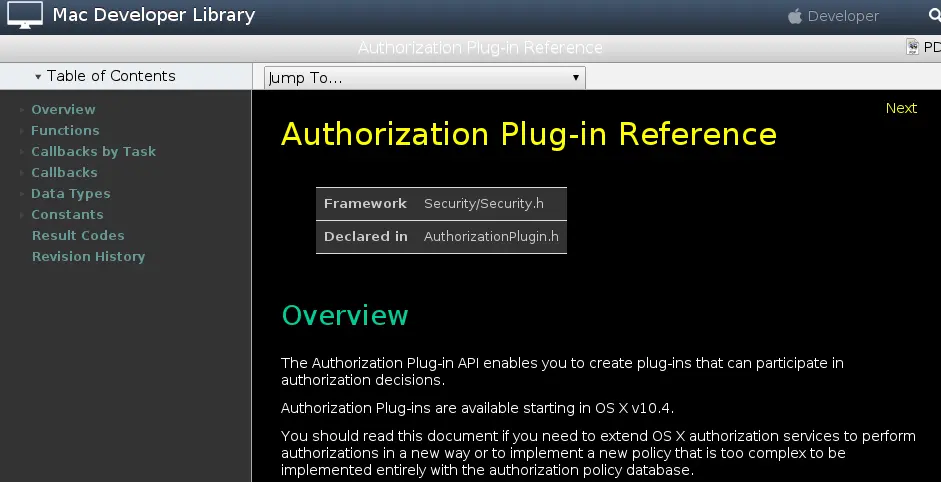 Mac Developer Library
Developer
Authorization Plug-in Reference
Table of Contents
Jump To...
Overview
Functions
Callbacks by Task
Callbacks
Data Types
Constants
Result Codes
Revision History
Next
Authorization Plug-in Reference
Framework Security/Security.h
Declared in AuthorizationPlugin.h
Overview
The Authorization Plug-in API enables you to create plug-ins that can participate in
authorization decisions.
Authorization Plug-ins are available starting in OS X v10.4.
You should read this document if you need to extend OS X authorization services to perform
authorizations in a new way or to implement a new policy that is too complex to be
implemented entirely with the authorization policy database.